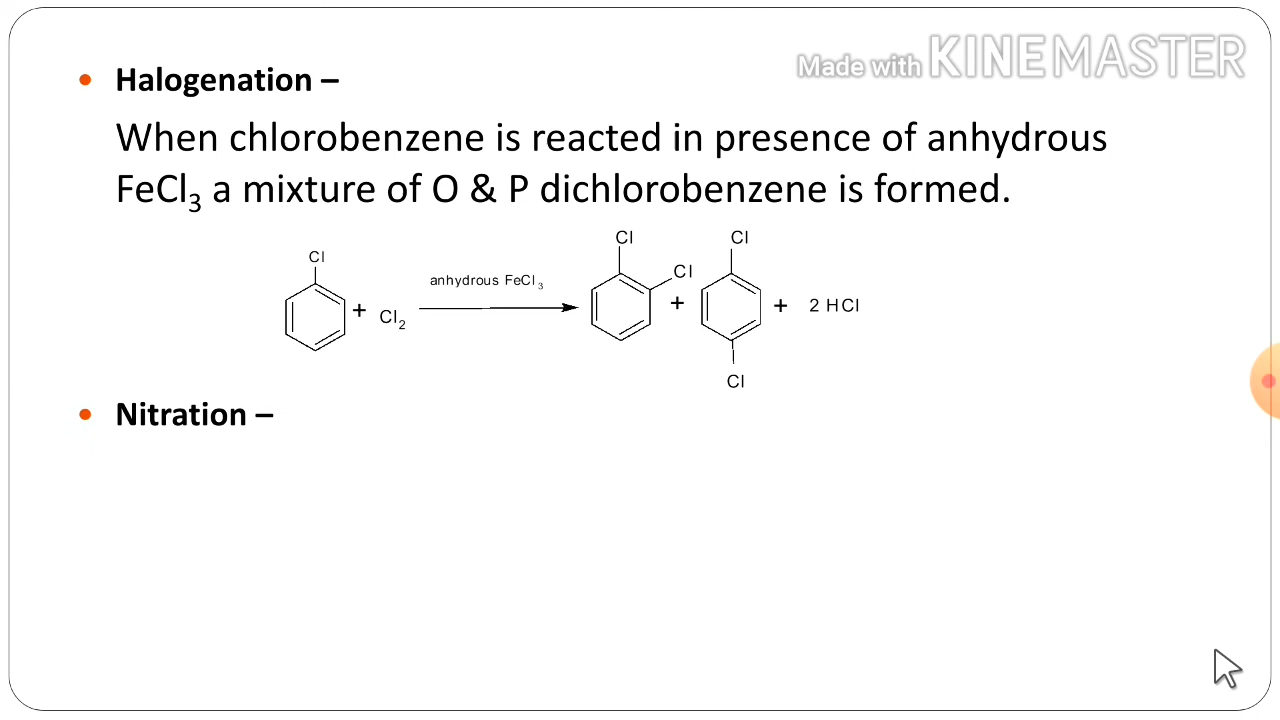 Made with KINEMASTER
• Halogenation –
When chlorobenzene is reacted in presence of anhydrous
FeCl₃ a mixture of O & P dichlorobenzene is formed.
Cl Cl Cl
Cl
anhydrous FeCl₃
+ Cl₂ + + 2 HCl
Cl
• Nitration –